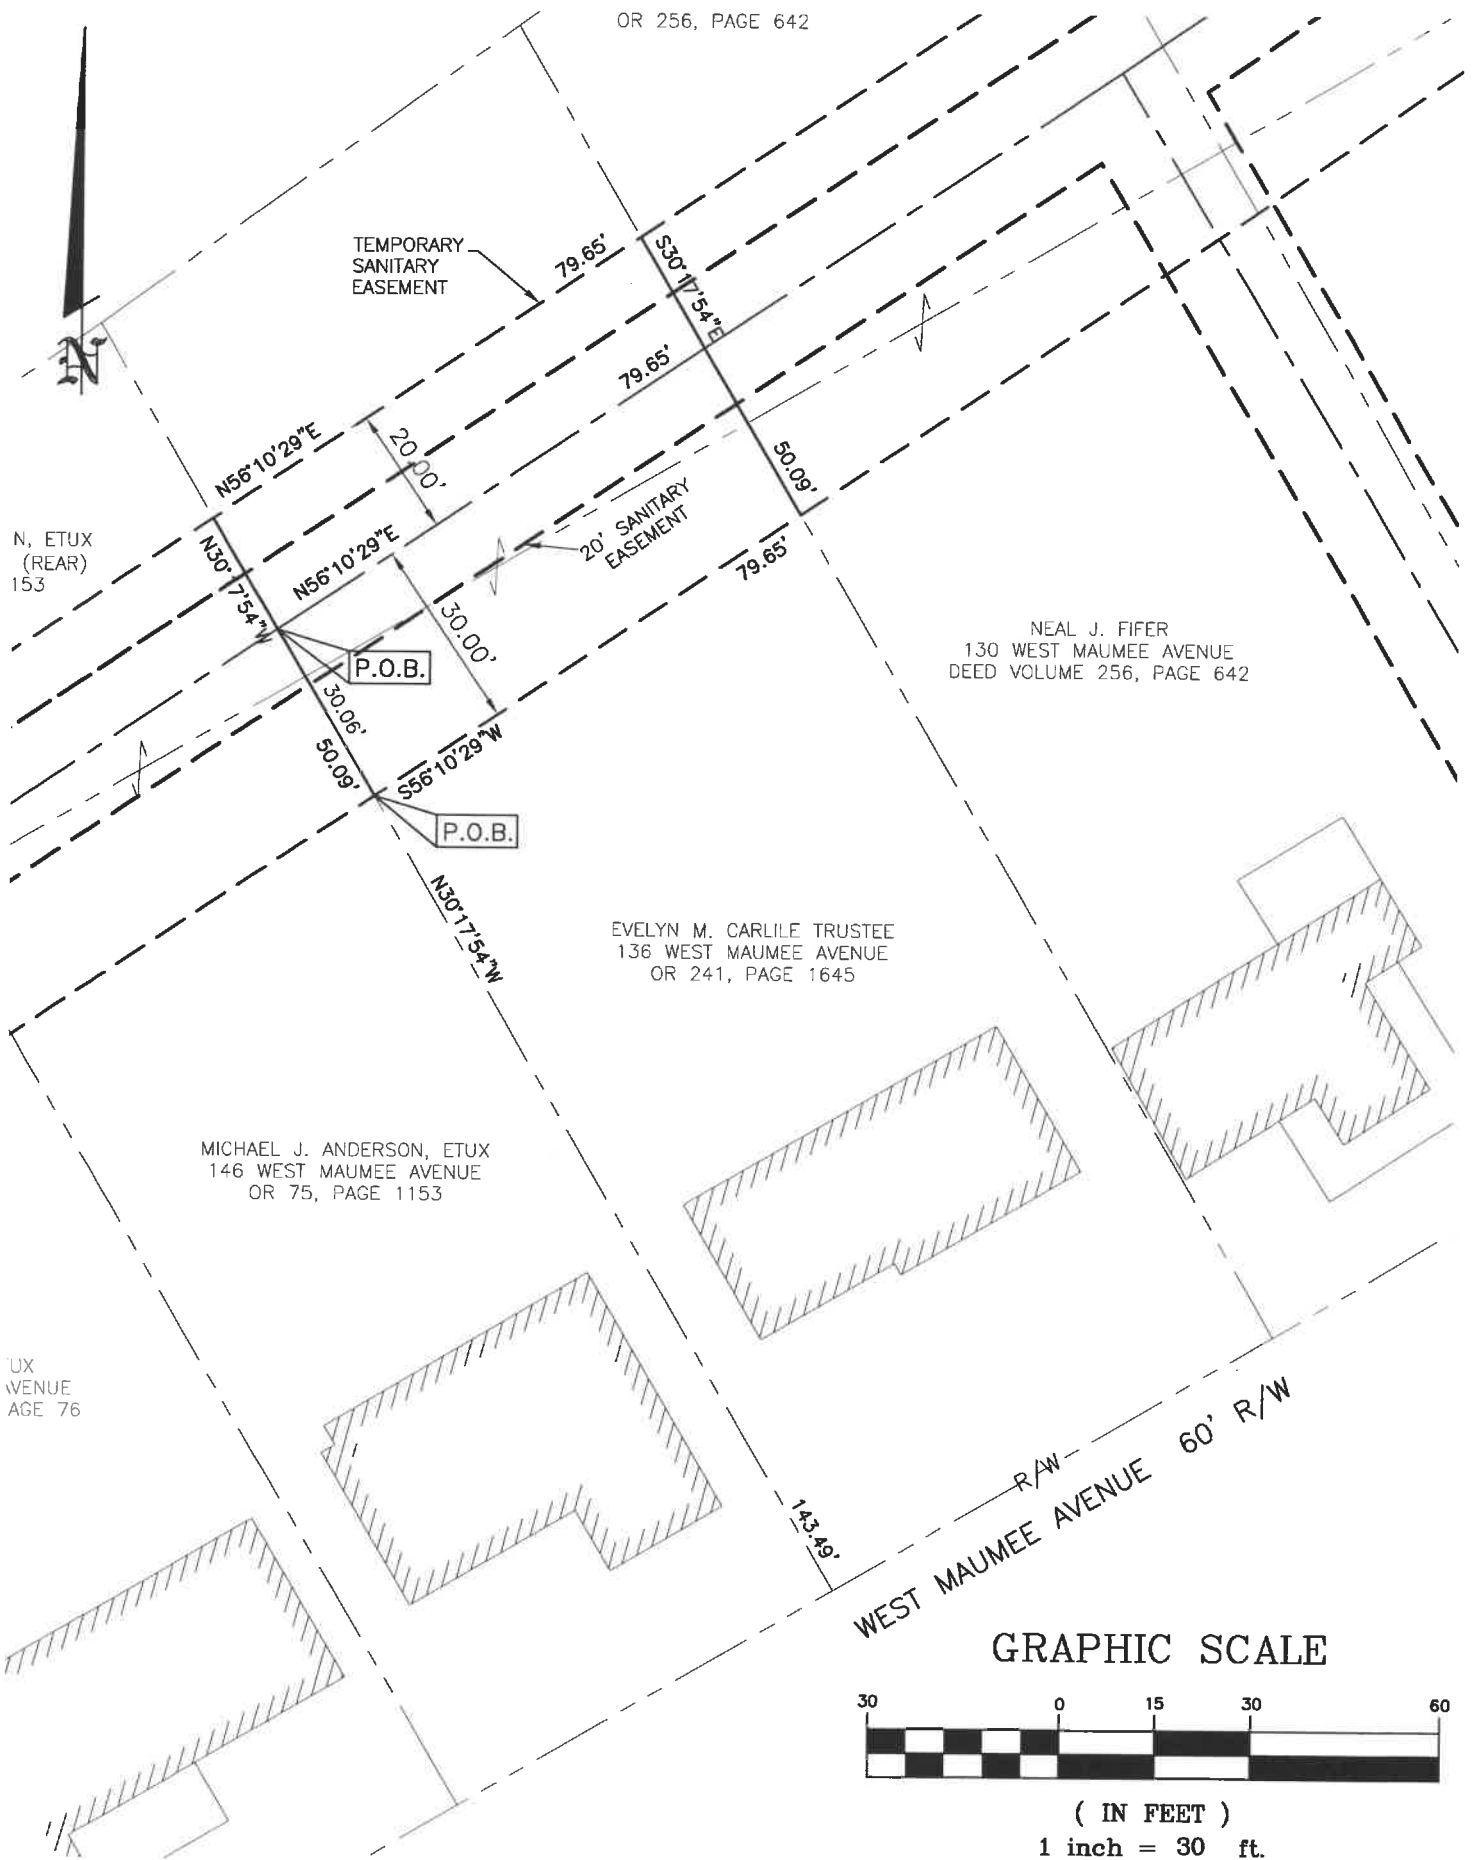 OR 256, PAGE 642
TEMPORARY
SANITARY
EASEMENT
79.65'
S30°17'54"E
79.65'
N56°10'29"E
20.00'
N
N, ETUX
(REAR)
153
N30°17'54"W
N56°10'29"E
20' SANITARY
EASEMENT
50.09'
79.65'
30.00'
P.O.B.
30.06'
50.09'
S56°10'29"W
P.O.B.
NEAL J. FIFER
130 WEST MAUMEE AVENUE
DEED VOLUME 256, PAGE 642
N30°17'54"W
EVELYN M. CARLILE TRUSTEE
136 WEST MAUMEE AVENUE
OR 241, PAGE 1645
MICHAEL J. ANDERSON, ETUX
146 WEST MAUMEE AVENUE
OR 75, PAGE 1153
UX
VENUE
AGE 76
143.49'
R/W
WEST MAUMEE AVENUE 60' R/W
GRAPHIC SCALE
30 0 15 30 60
( IN FEET )
1 inch = 30 ft.